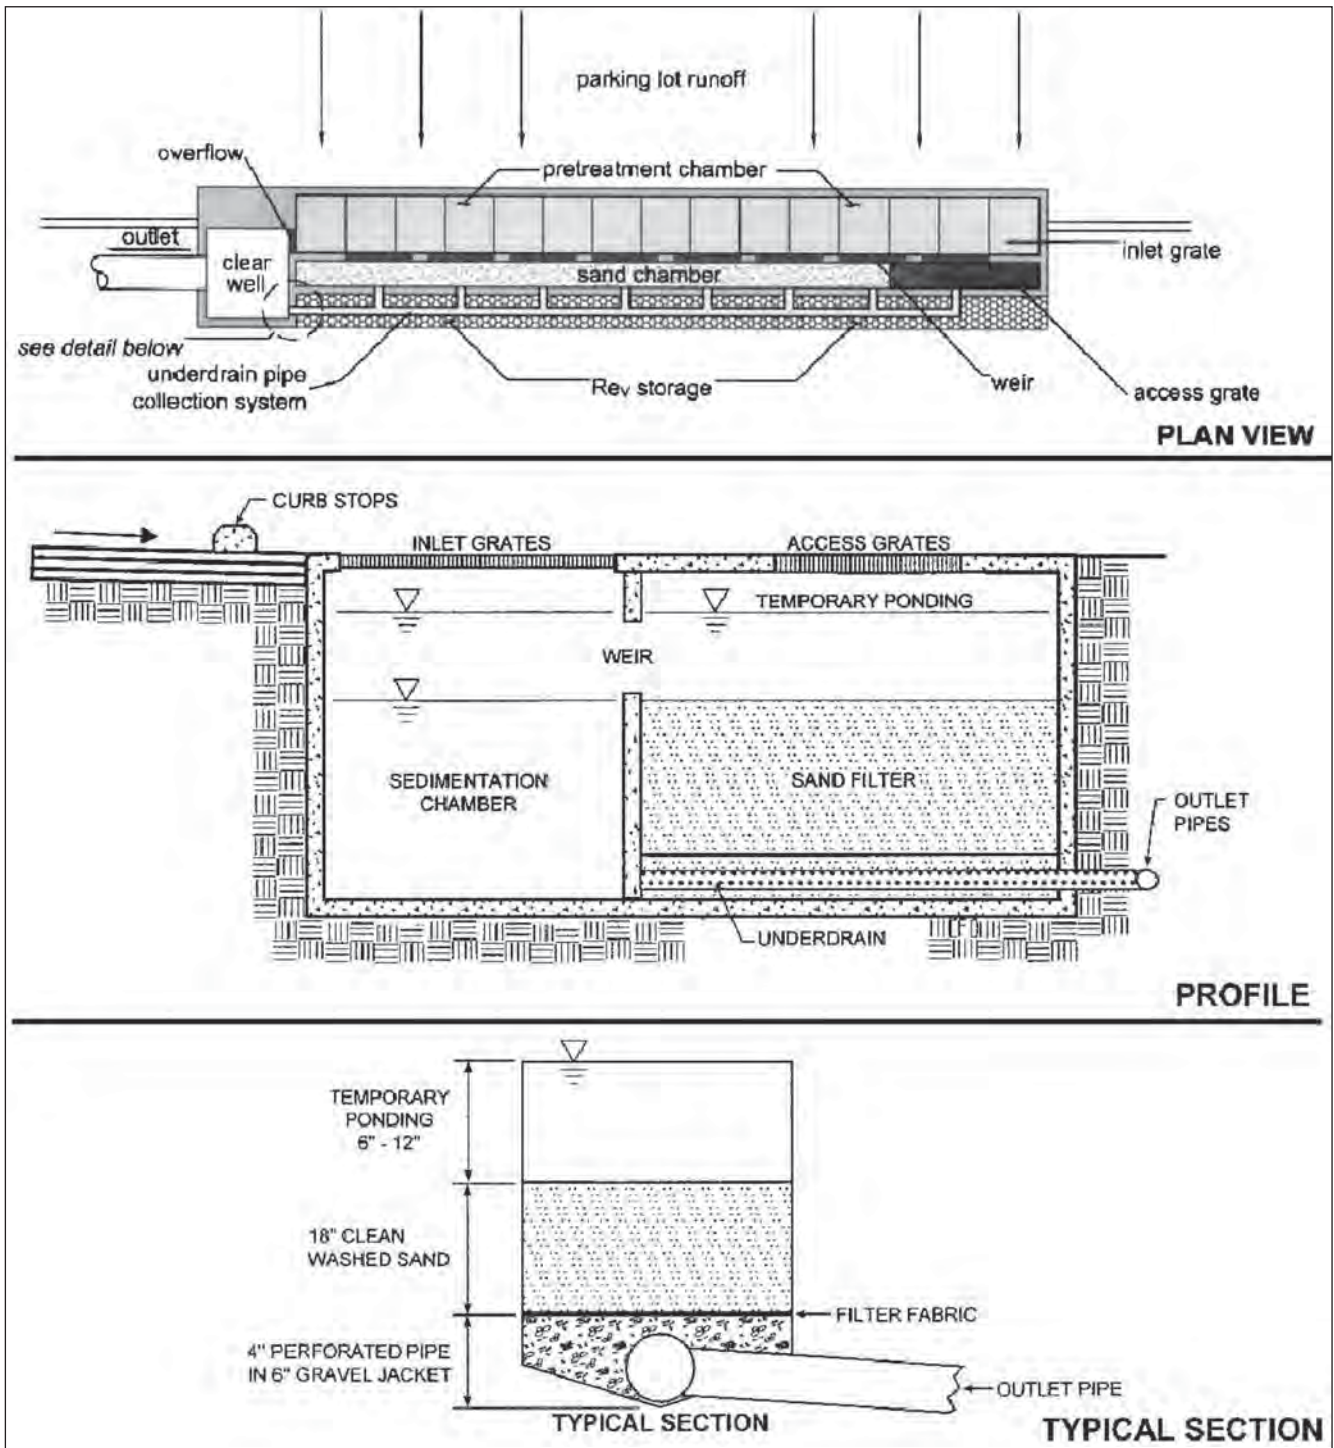 parking lot runoff
overflow
pretreatment chamber
outlet
clear
well
sand chamber
inlet grate
see detail below
underdrain pipe
collection system
Rev storage
weir
access grate
PLAN VIEW
CURB STOPS
INLET GRATES
ACCESS GRATES
TEMPORARY PONDING
WEIR
SEDIMENTATION
CHAMBER
SAND FILTER
OUTLET
PIPES
UNDERDRAIN
PROFILE
TEMPORARY
PONDING
6" - 12"
18" CLEAN
WASHED SAND
FILTER FABRIC
4" PERFORATED PIPE
IN 6" GRAVEL JACKET
OUTLET PIPE
TYPICAL SECTION
TYPICAL SECTION